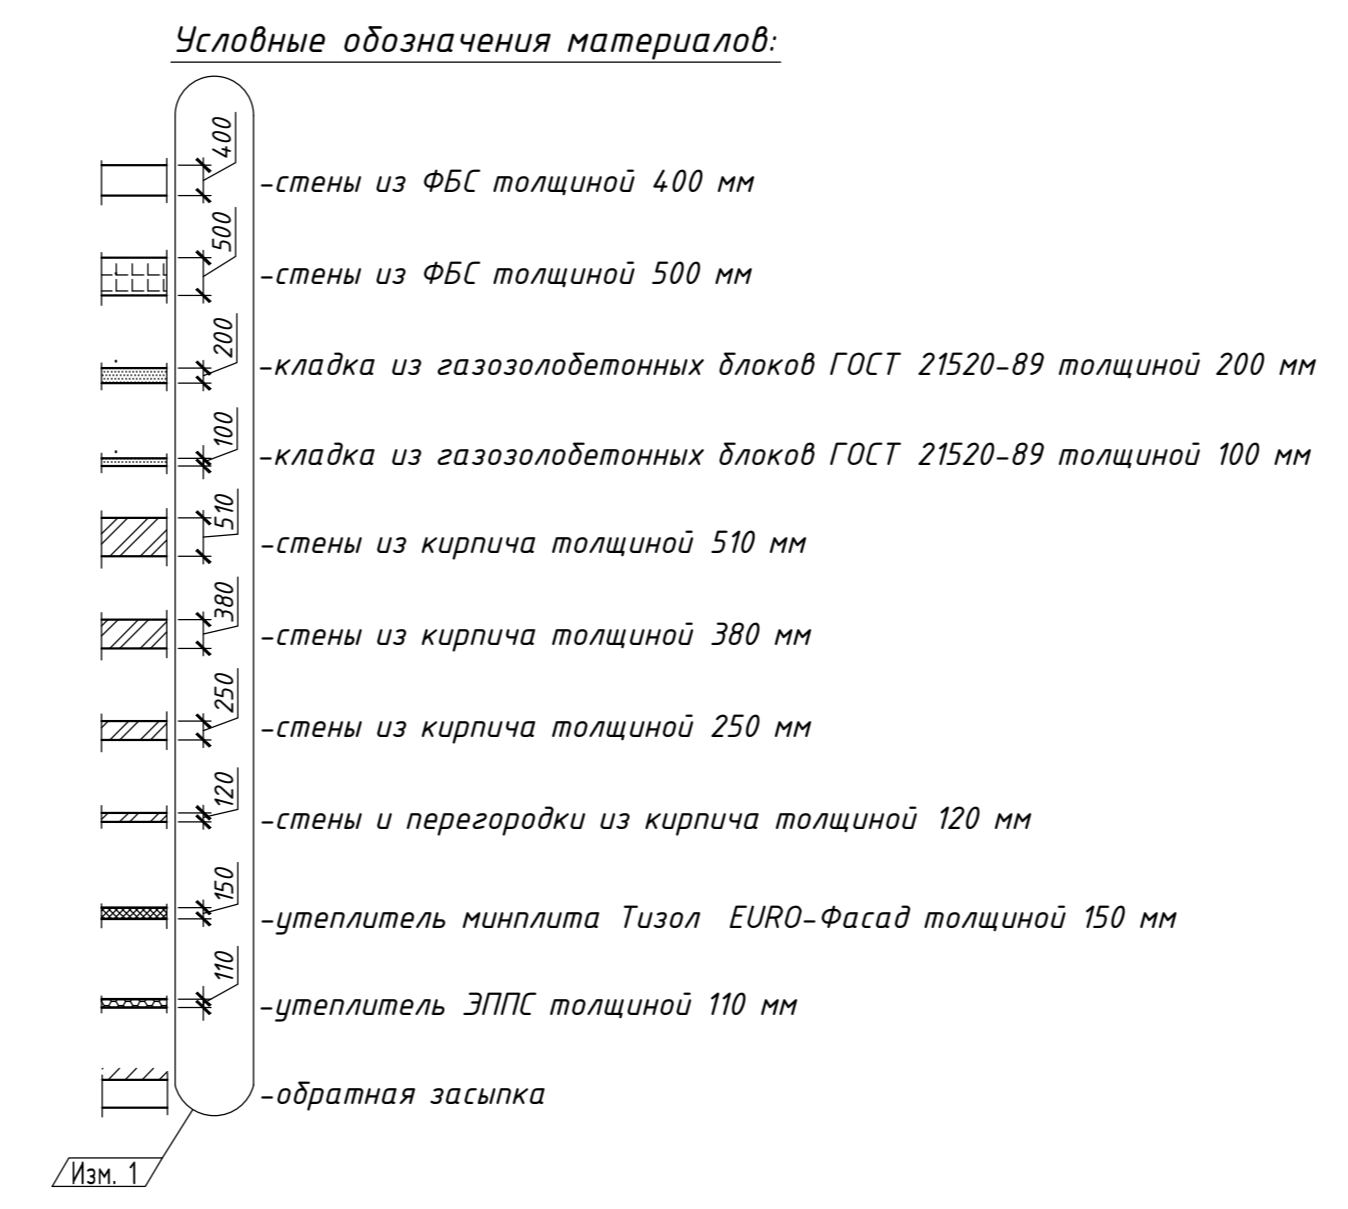 Условные обозначения материалов:
400
-стены из ФБС толщиной 400 мм
500
-стены из ФБС толщиной 500 мм
200
-кладка из газозолобетонных блоков ГОСТ 21520-89 толщиной 200 мм
100
-кладка из газозолобетонных блоков ГОСТ 21520-89 толщиной 100 мм
510
-стены из кирпича толщиной 510 мм
380
-стены из кирпича толщиной 380 мм
250
-стены из кирпича толщиной 250 мм
120
-стены и перегородки из кирпича толщиной 120 мм
150
-утеплитель минплита Тизол EURO-Фасад толщиной 150 мм
110
-утеплитель ЭППС толщиной 110 мм
-обратная засыпка
Изм. 1